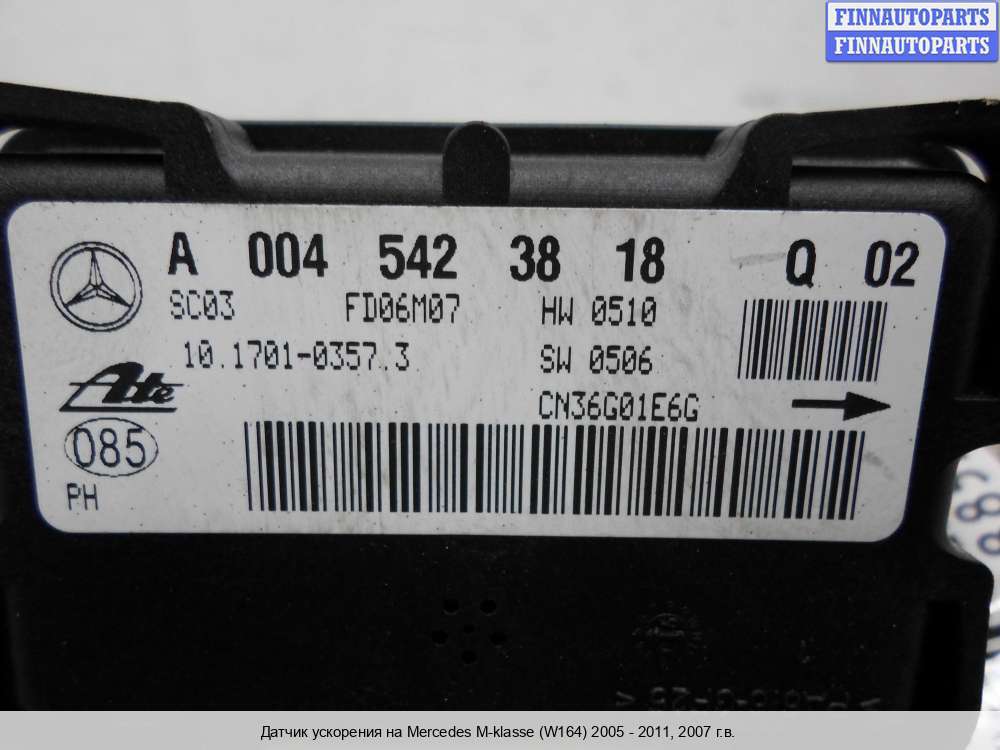 FINNAUTOPARTS
FINNAUTOPARTS
A 004 542 38 18 Q 02
SC03 FD06M07 HW 0510
10.1701-0357.3 SW 0506
Ate CN36G01E6G
085
PH
Датчик ускорения на Mercedes M-klasse (W164) 2005 - 2011, 2007 г.в.